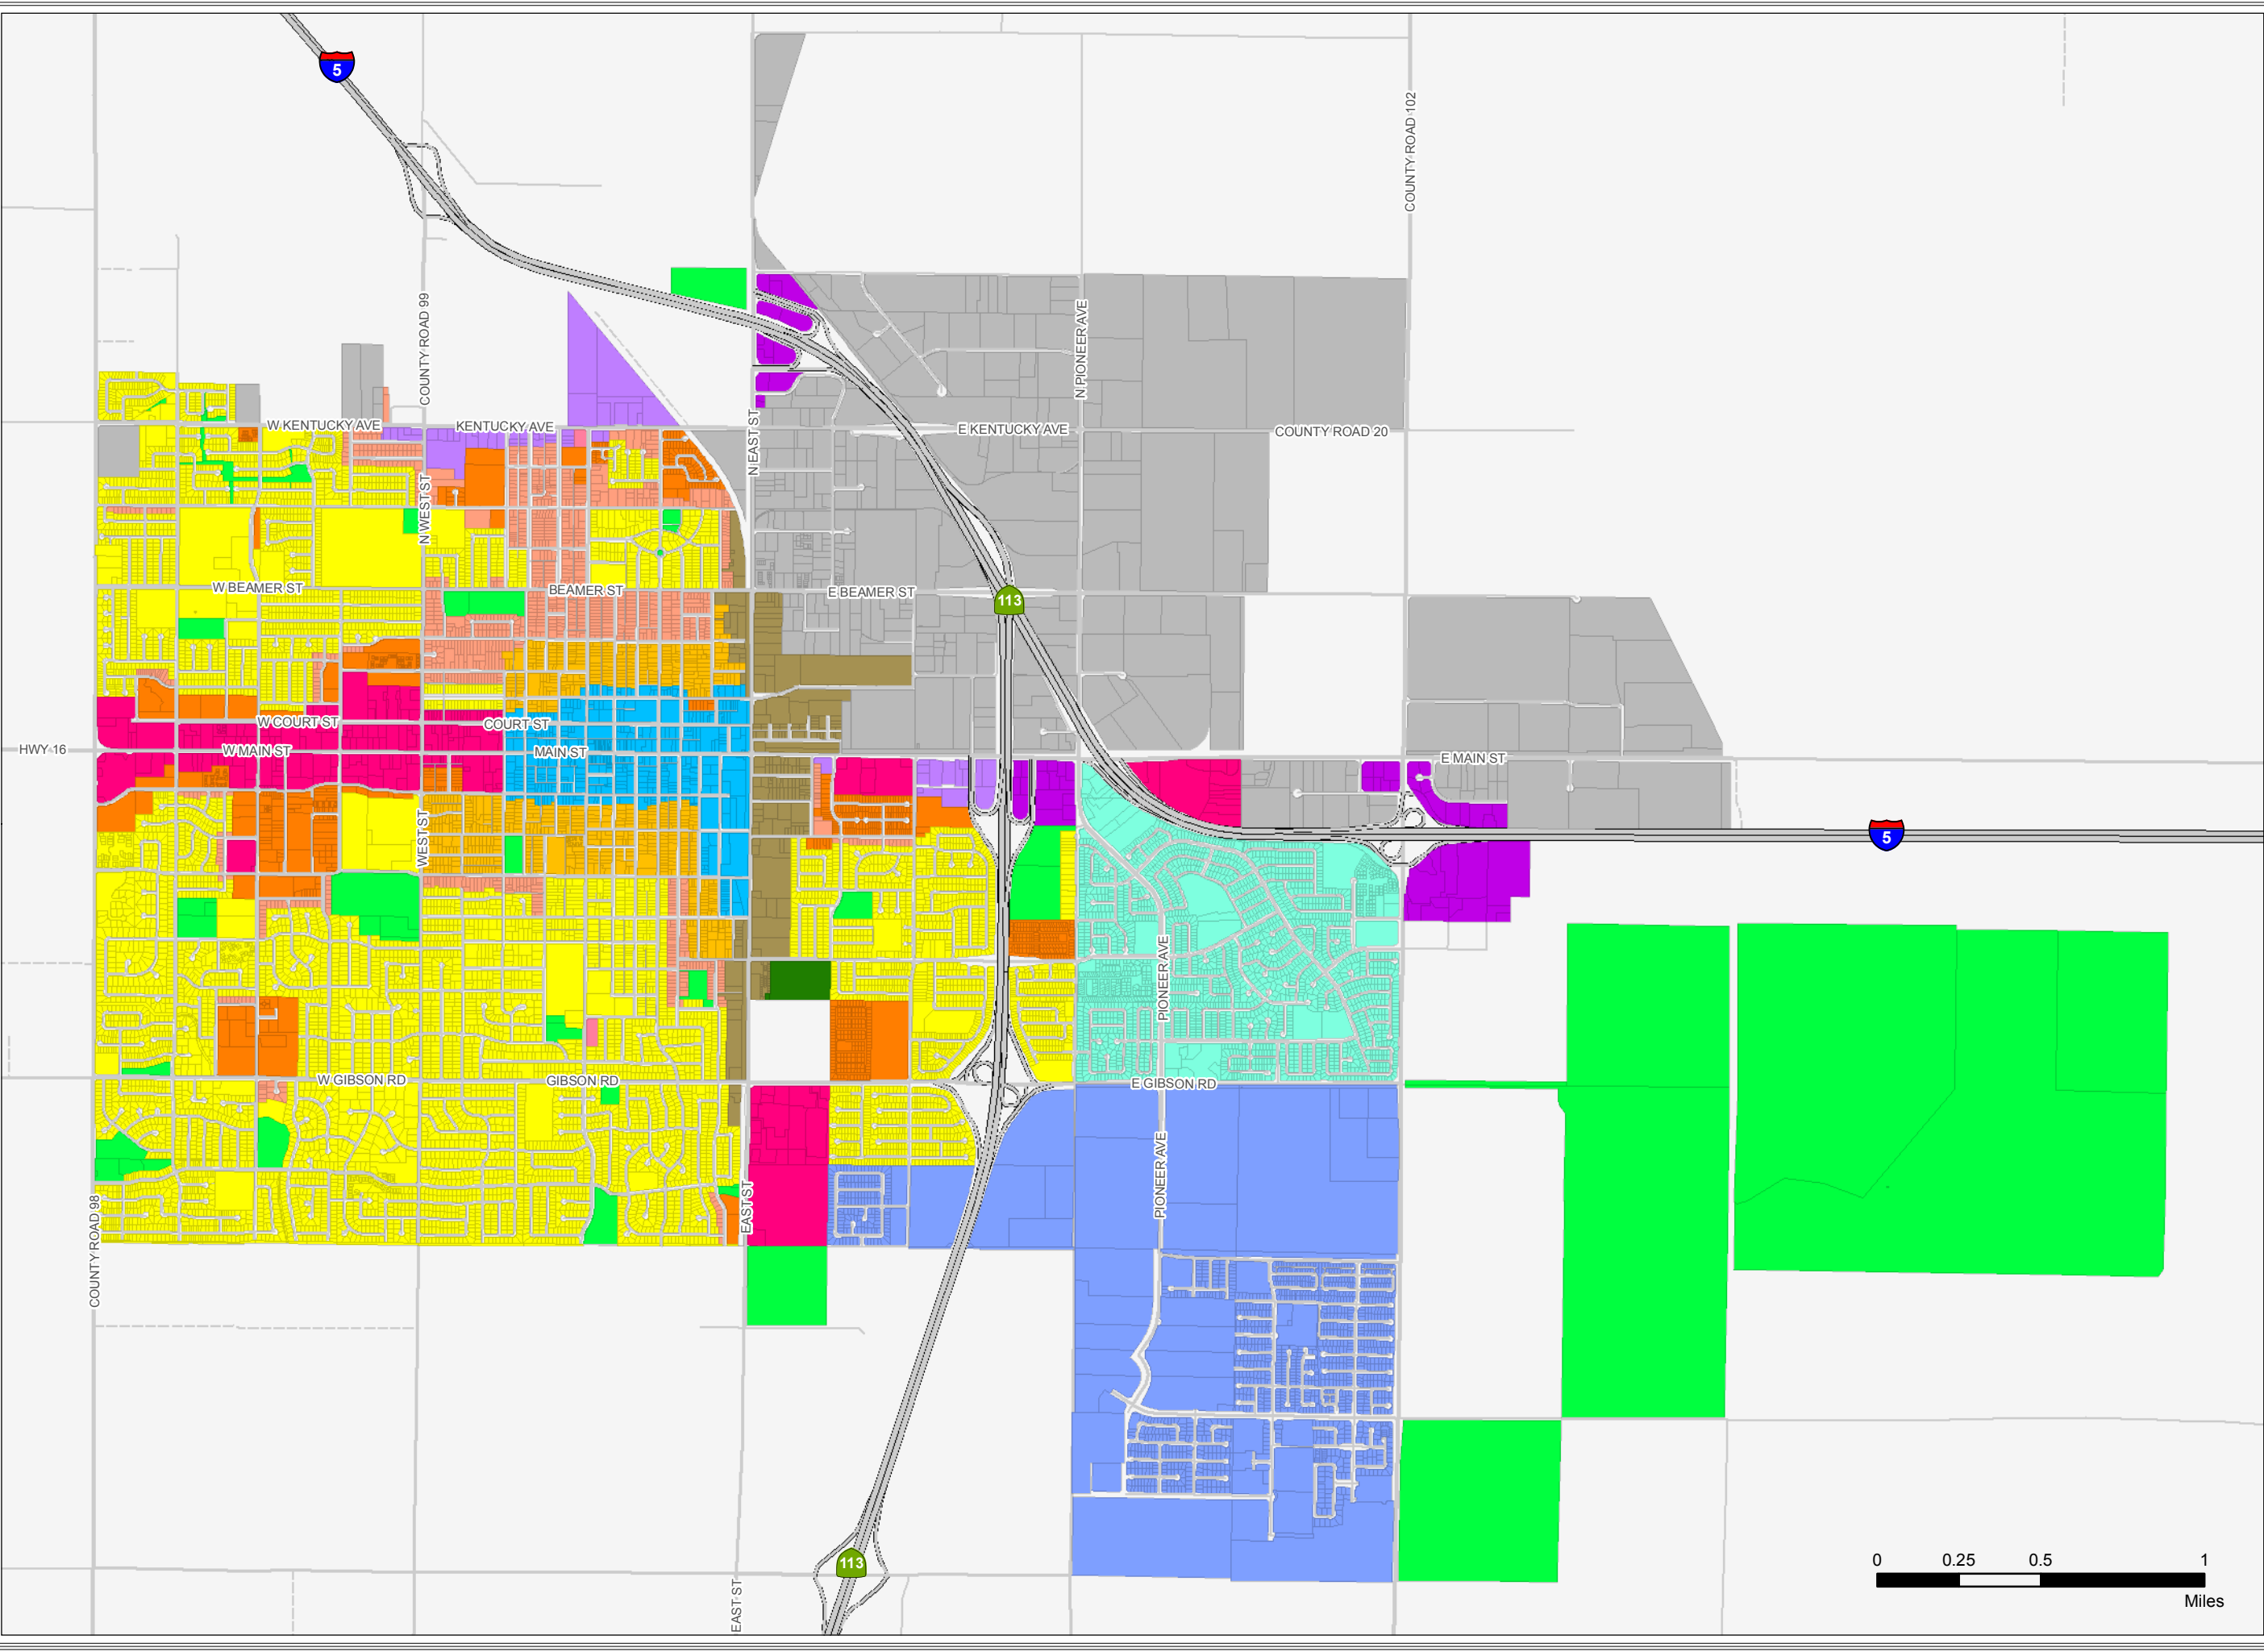 5
COUNTY ROAD 102
COUNTY ROAD 99
N PIONEER AVE
W KENTUCKY AVE
KENTUCKY AVE
E KENTUCKY AVE
COUNTY ROAD 20
N EAST ST
N WEST ST
W BEAMER ST
BEAMER ST
E BEAMER ST
113
W COURT ST
COURT ST
HWY 16
W MAIN ST
MAIN ST
E MAIN ST
WEST ST
5
PIONEER AVE
W GIBSON RD
GIBSON RD
E GIBSON RD
PIONEER AVE
EAST ST
COUNTY ROAD 98
113
EAST ST
0 0.25 0.5 1
Miles